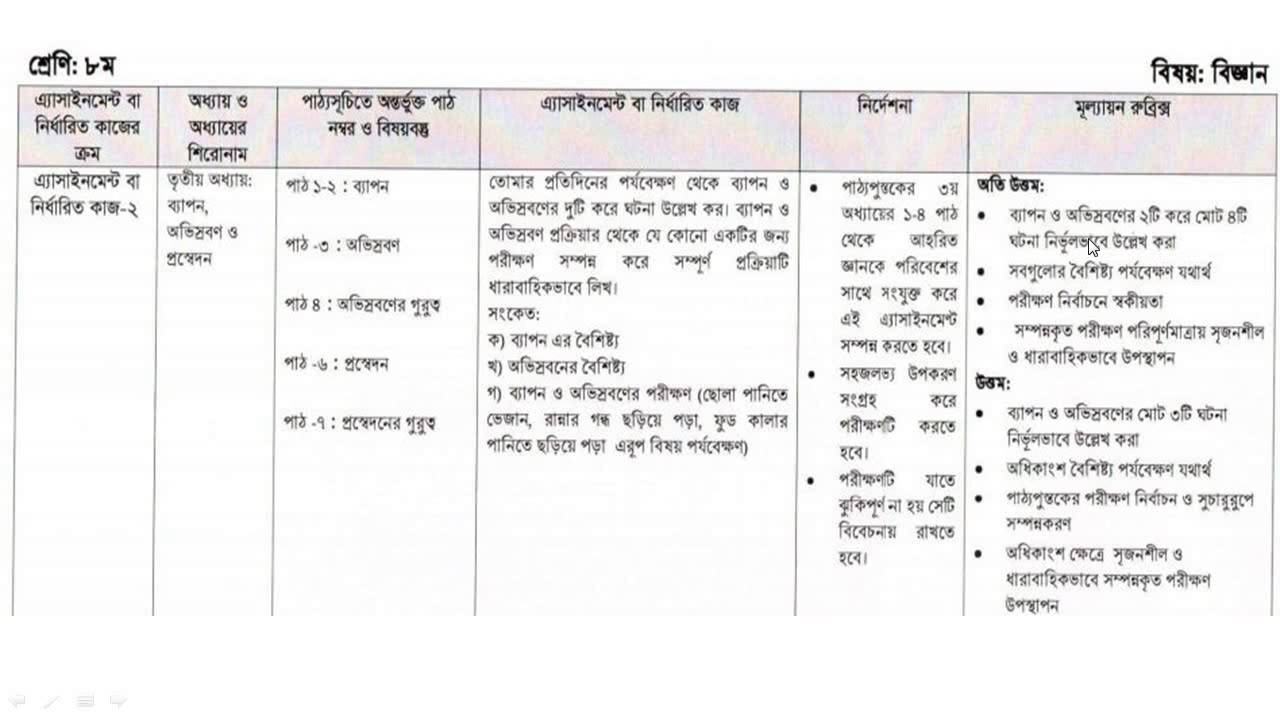 শ্রেণি: ৮ম
বিষয়: বিজ্ঞান
এ্যাসাইনমেন্ট বা
নির্ধারিত কাজের
ক্রম
অধ্যায় ও
অধ্যায়ের
শিরোনাম
পাঠ্যসূচিতে অন্তর্ভুক্ত পাঠ
নম্বর ও বিষয়বস্তু
এ্যাসাইনমেন্ট বা নির্ধারিত কাজ
নির্দেশনা
মূল্যায়ন রুব্রিক্স
এ্যাসাইনমেন্ট বা
নির্ধারিত কাজ-২
তৃতীয় অধ্যায়:
ব্যাপন,
অভিস্রবণ ও
প্রস্বেদন
পাঠ ১-২ : ব্যাপন
পাঠ -৩ : অভিস্রবণ
পাঠ ৪ : অভিস্রবণের গুরুত্ব
পাঠ -৬ : প্রস্বেদন
পাঠ -৭ : প্রস্বেদনের গুরুত্ব
তোমার প্রতিদিনের পর্যবেক্ষণ থেকে ব্যাপন ও
অভিস্রবণের দুটি করে ঘটনা উল্লেখ কর। ব্যাপন ও
অভিস্রবণ প্রক্রিয়ার থেকে যে কোনো একটির জন্য
পরীক্ষণ সম্পন্ন করে সম্পূর্ণ প্রক্রিয়াটি
ধারাবাহিকভাবে লিখ।
সংকেত:
ক) ব্যাপন এর বৈশিষ্ট্য
খ) অভিস্রবনের বৈশিষ্ট্য
গ) ব্যাপন ও অভিস্রবণের পরীক্ষণ (ছোলা পানিতে
ভেজান, রান্নার গন্ধ ছড়িয়ে পড়া, ফুড কালার
পানিতে ছড়িয়ে পড়া এরূপ বিষয় পর্যবেক্ষণ)
• পাঠ্যপুস্তকের ৩য়
অধ্যায়ের ১-৪ পাঠ
থেকে আহরিত
জ্ঞানকে পরিবেশের
সাথে সংযুক্ত করে
এই এ্যাসাইনমেন্ট
সম্পন্ন করতে হবে।
• সহজলভ্য উপকরণ
সংগ্রহ করে
পরীক্ষণটি করতে
হবে।
• পরীক্ষণটি যাতে
ঝুকিপূর্ণ না হয় সেটি
বিবেচনায় রাখতে
হবে।
অতি উত্তম:
• ব্যাপন ও অভিস্রবণের ২টি করে মোট ৪টি
ঘটনা নির্ভূলভাবে উল্লেখ করা
• সবগুলোর বৈশিষ্ট্য পর্যবেক্ষণ যথার্থ
• পরীক্ষণ নির্বাচনে স্বকীয়তা
• সম্পন্নকৃত পরীক্ষণ পরিপূর্ণমাত্রায় সৃজনশীল
ও ধারাবাহিকভাবে উপস্থাপন
উত্তম:
• ব্যাপন ও অভিস্রবণের মোট ৩টি ঘটনা
নির্ভূলভাবে উল্লেখ করা
• অধিকাংশ বৈশিষ্ট্য পর্যবেক্ষণ যথার্থ
• পাঠ্যপুস্তকের পরীক্ষণ নির্বাচন ও সুচারুরুপে
সম্পন্নকরণ
• অধিকাংশ ক্ষেত্রে সৃজনশীল ও
ধারাবাহিকভাবে সম্পন্নকৃত পরীক্ষণ
উপস্থাপন